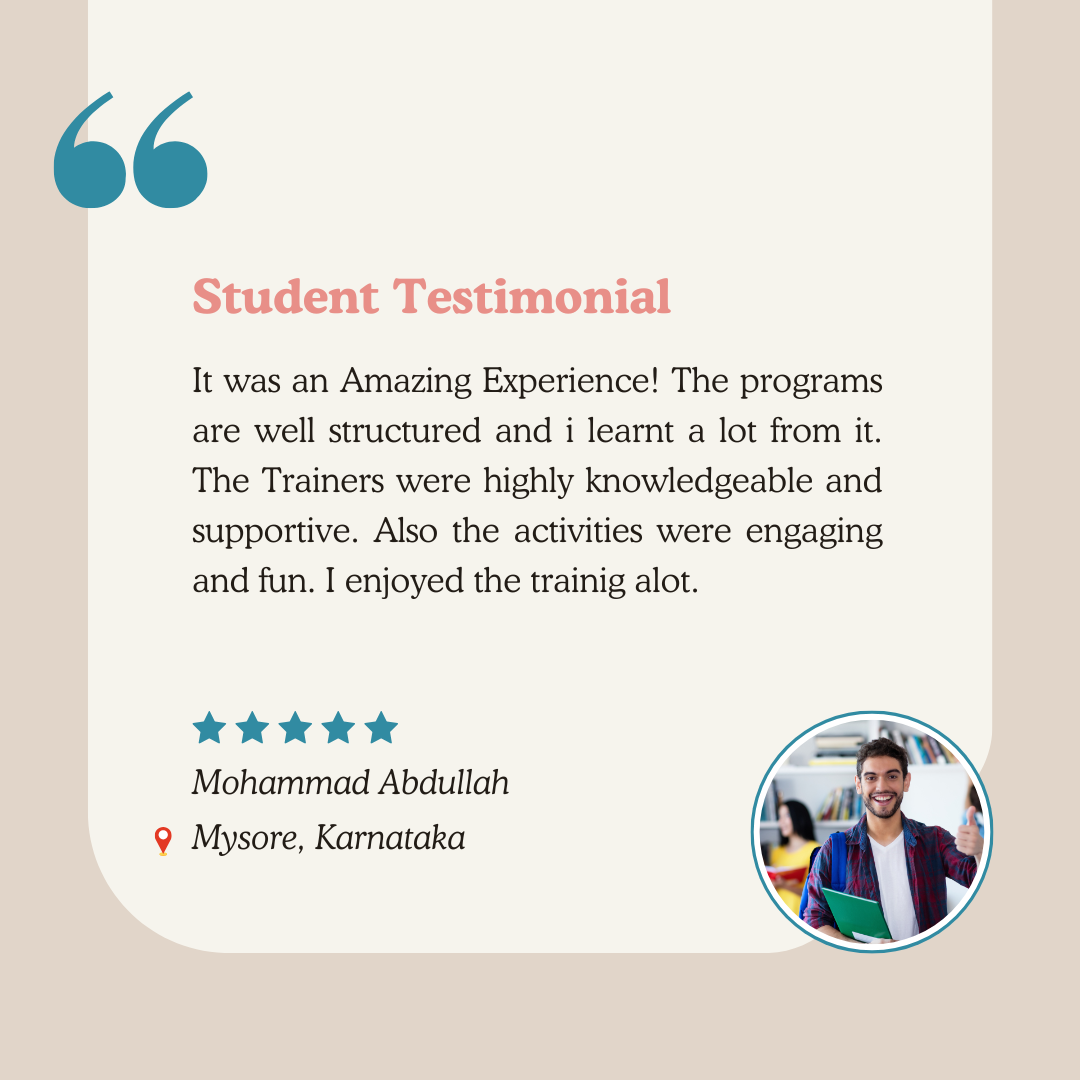 “
Student Testimonial
It was an Amazing Experience! The programs
are well structured and i learnt a lot from it.
The Trainers were highly knowledgeable and
supportive. Also the activities were engaging
and fun. I enjoyed the trainig alot.
Mohammad Abdullah
Mysore, Karnataka